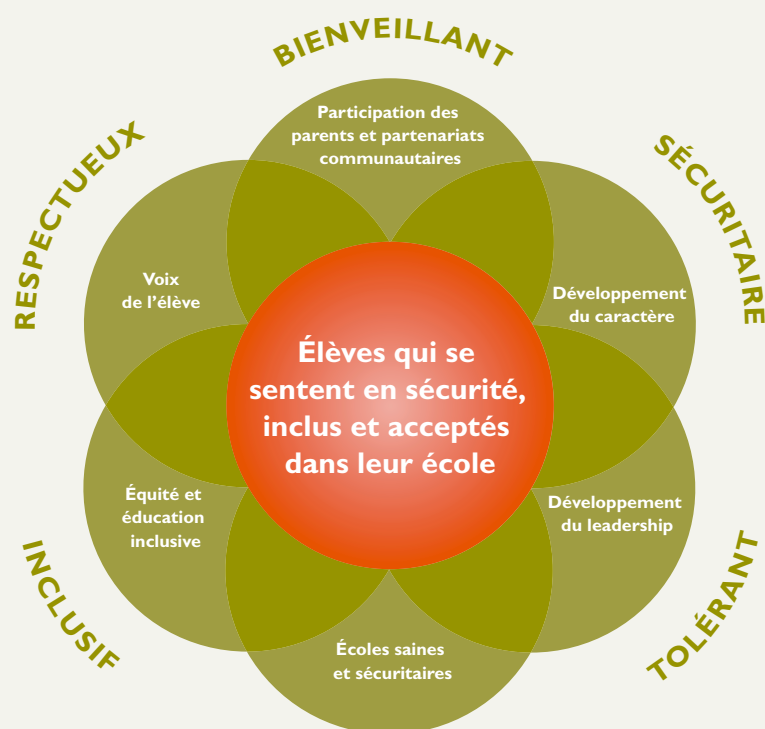 BIENVEILLANT
RESPECTUEUX
SÉCURITAIRE
Participation des
parents et partenariats
communautaires
Voix
de l’élève
Développement
du caractère
Élèves qui se
sentent en sécurité,
inclus et acceptés
dans leur école
Équité et
éducation
inclusive
Développement
du leadership
Écoles saines
et sécuritaires
INCLUSIF
TOLÉRANT